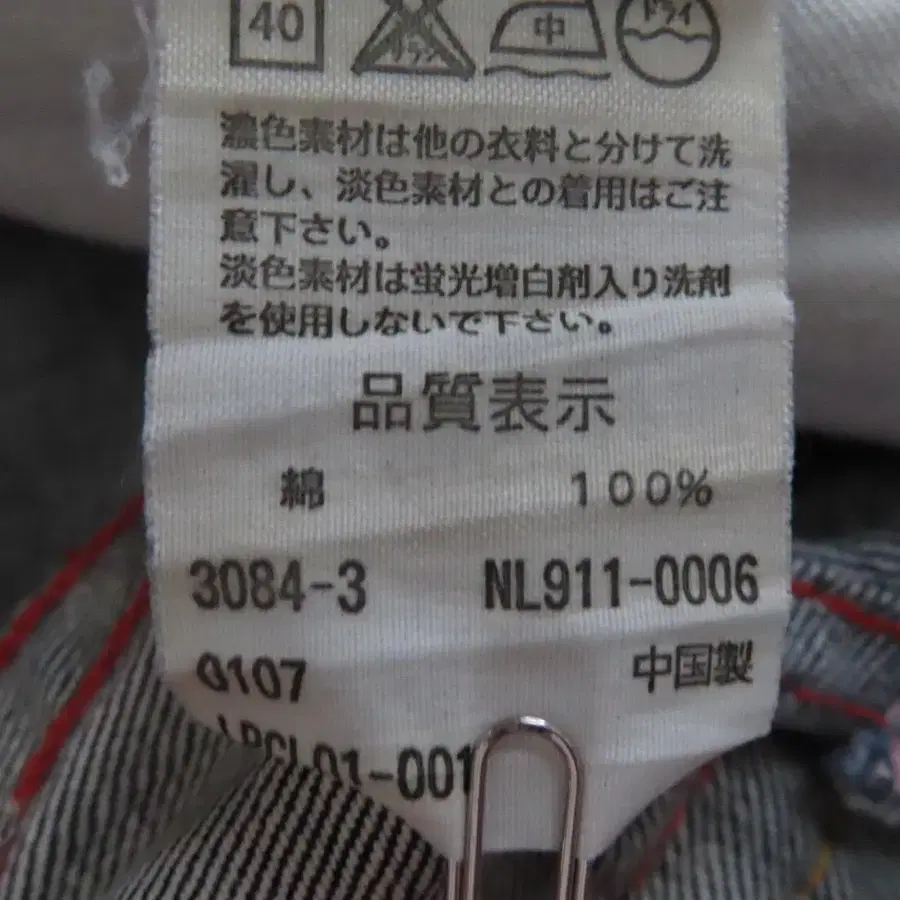 40 中 ドライ
濃色素材は他の衣料と分けて洗
濯し、淡色素材との着用はご注
意下さい。
淡色素材は蛍光増白剤入り洗剤
を使用しないで下さい。
品質表示
綿 100%
3084-3 NL911-0006
0107 中国製